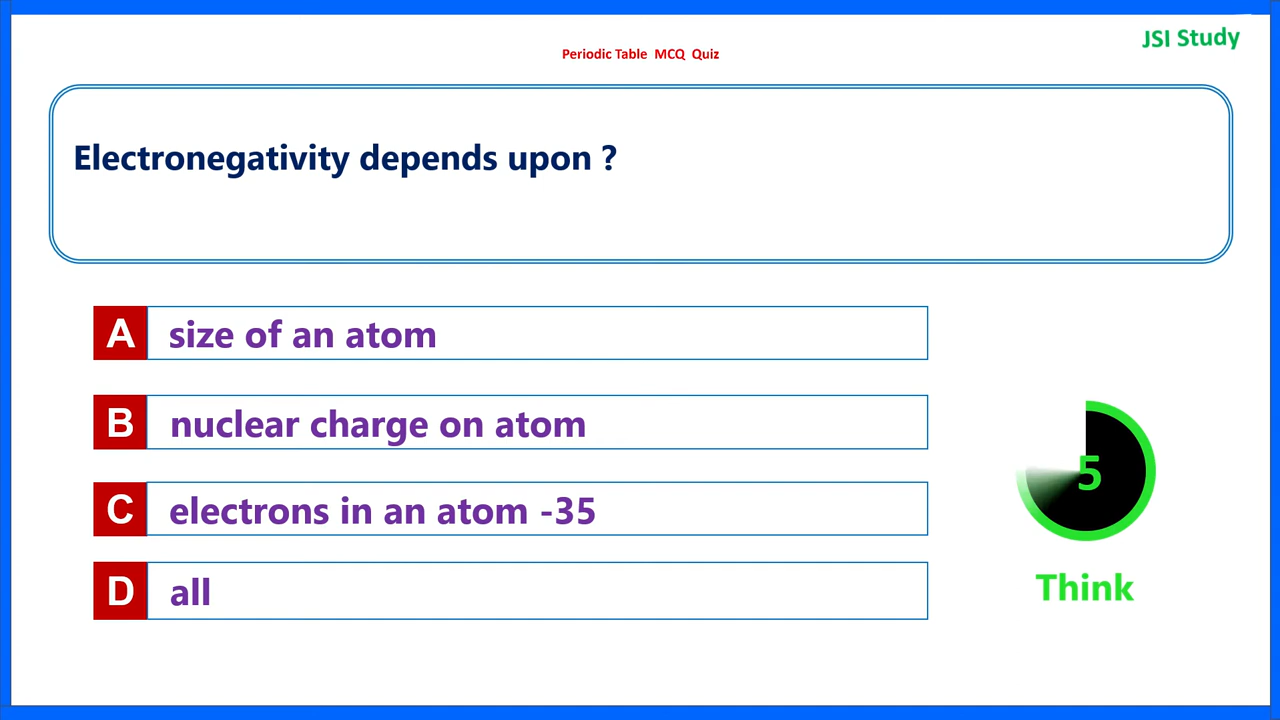 JSI Study
Periodic Table MCQ Quiz
Electronegativity depends upon ?
A size of an atom
B nuclear charge on atom
C electrons in an atom -35
D all
5
Think